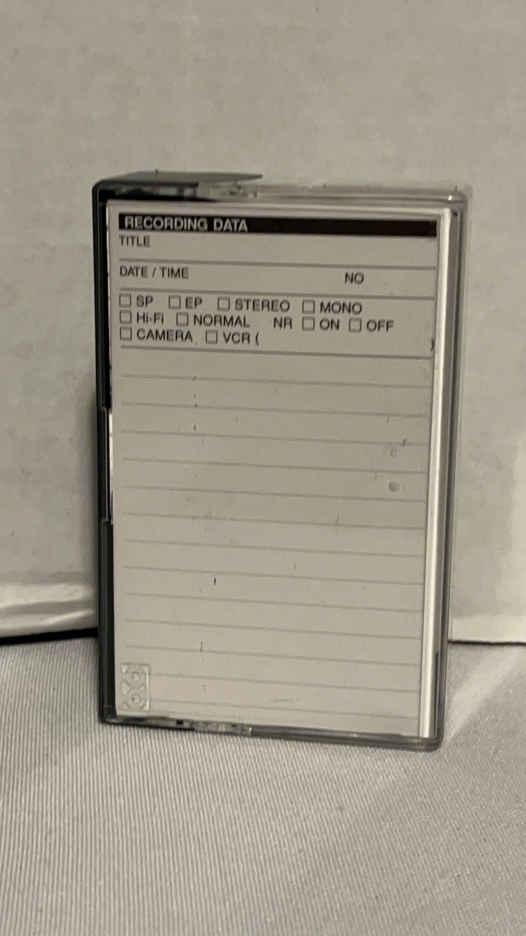 RECORDING DATA
TITLE
DATE / TIME NO
☐ SP ☐ EP ☐ STEREO ☐ MONO
☐ Hi-Fi ☐ NORMAL NR ☐ ON ☐ OFF
☐ CAMERA ☐ VCR ( )